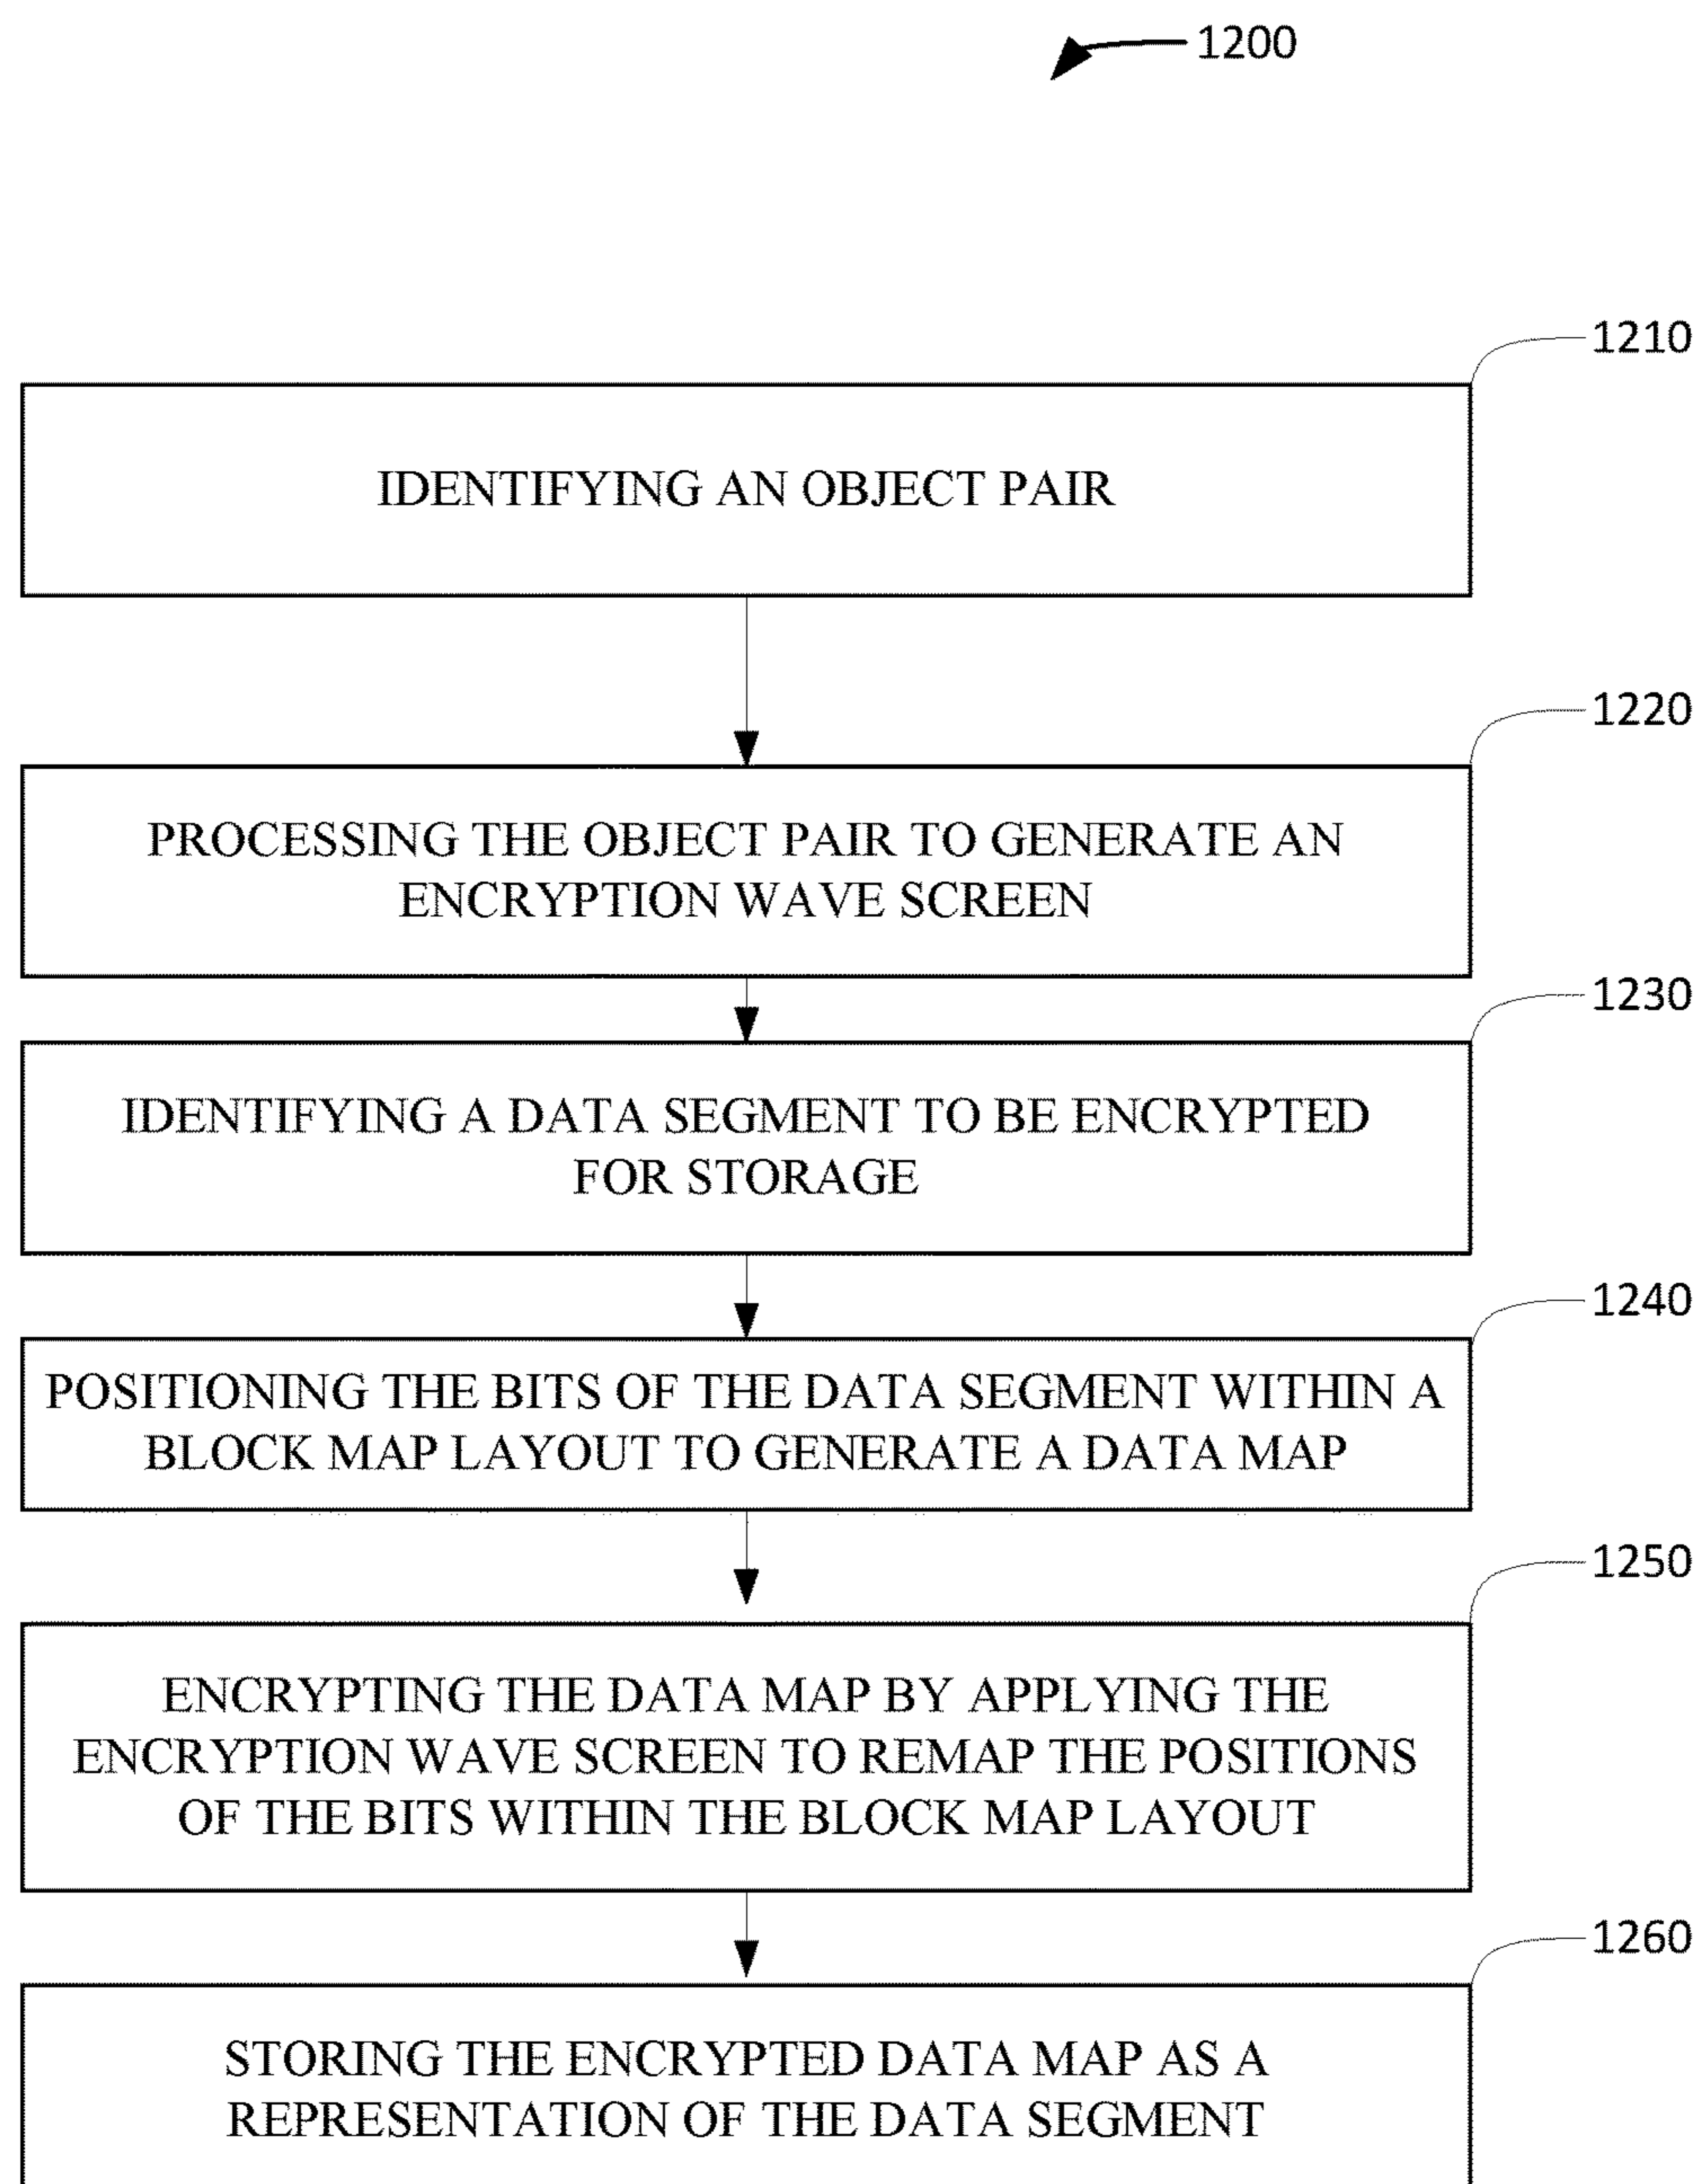 1200
1210
IDENTIFYING AN OBJECT PAIR
1220
PROCESSING THE OBJECT PAIR TO GENERATE AN
ENCRYPTION WAVE SCREEN
1230
IDENTIFYING A DATA SEGMENT TO BE ENCRYPTED
FOR STORAGE
1240
POSITIONING THE BITS OF THE DATA SEGMENT WITHIN A
BLOCK MAP LAYOUT TO GENERATE A DATA MAP
1250
ENCRYPTING THE DATA MAP BY APPLYING THE
ENCRYPTION WAVE SCREEN TO REMAP THE POSITIONS
OF THE BITS WITHIN THE BLOCK MAP LAYOUT
1260
STORING THE ENCRYPTED DATA MAP AS A
REPRESENTATION OF THE DATA SEGMENT